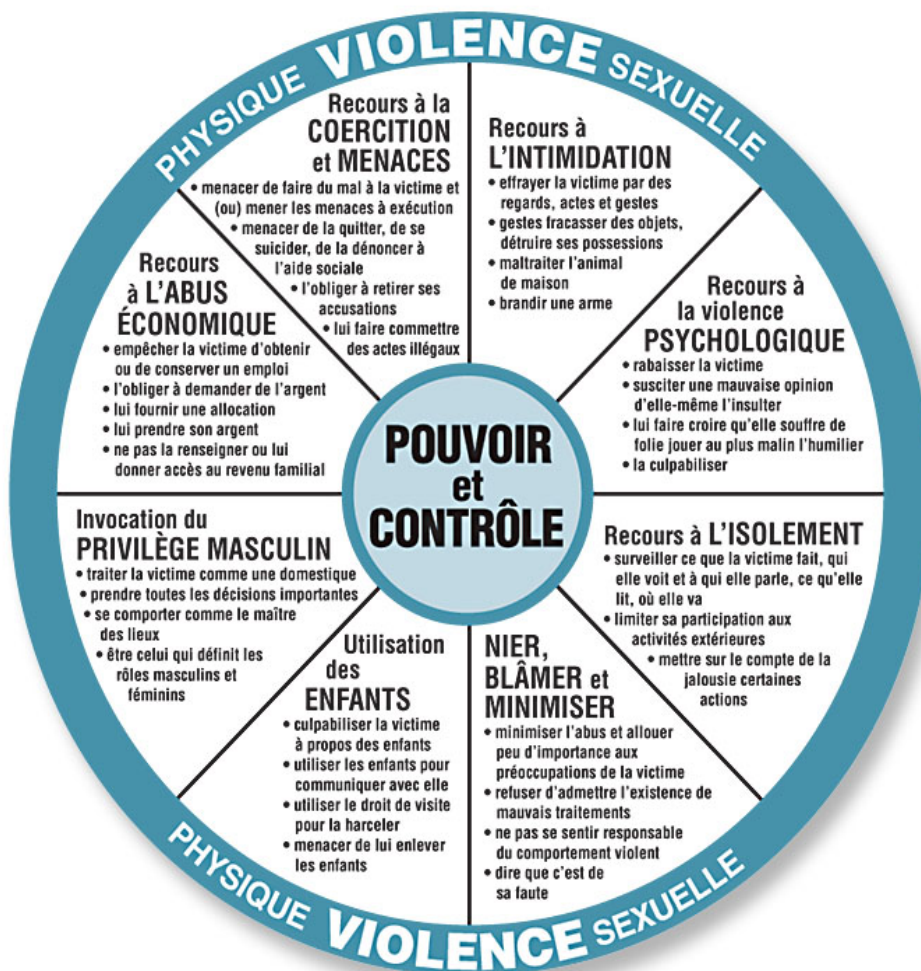 PHYSIQUE VIOLENCE SEXUELLE
Recours à la
COERCITION
et MENACES
• menacer de faire du mal à la victime et
(ou) mener les menaces à exécution
• menacer de la quitter, de se
suicider, de la dénoncer à
l'aide sociale
• l'obliger à retirer ses
accusations
• lui faire commettre
des actes illégaux
Recours à
L'INTIMIDATION
• effrayer la victime par des
regards, actes et gestes
• gestes fracasser des objets,
détruire ses possessions
• maltraiter l'animal
de maison
• brandir une arme
Recours à
la violence
PSYCHOLOGIQUE
• rabaisser la victime
• susciter une mauvaise opinion
d'elle-même l'insulter
• lui faire croire qu'elle souffre de
folie jouer au plus malin l'humilier
• la culpabiliser
Recours à L'ISOLEMENT
• surveiller ce que la victime fait, qui
elle voit et à qui elle parle, ce qu'elle
lit, où elle va
• limiter sa participation aux
activités extérieures
• mettre sur le compte de la
jalousie certaines
actions
NIER,
BLÂMER et
MINIMISER
• minimiser l'abus et allouer
peu d'importance aux
préoccupations de la victime
• refuser d'admettre l'existence de
mauvais traitements
• ne pas se sentir responsable
du comportement violent
• dire que c'est de
sa faute
Utilisation
des
ENFANTS
• culpabiliser la victime
à propos des enfants
• utiliser les enfants pour
communiquer avec elle
• utiliser le droit de visite
pour la harceler
• menacer de lui enlever
les enfants
Invocation du
PRIVILÈGE MASCULIN
• traiter la victime comme une domestique
• prendre toutes les décisions importantes
• se comporter comme le maître
des lieux
• être celui qui définit les
rôles masculins et
féminins
Recours
à L'ABUS
ÉCONOMIQUE
• empêcher la victime d'obtenir
ou de conserver un emploi
• l'obliger à demander de l'argent
• lui fournir une allocation
• lui prendre son argent
• ne pas la renseigner ou lui
donner accès au revenu familial
POUVOIR
et
CONTRÔLE
PHYSIQUE VIOLENCE SEXUELLE